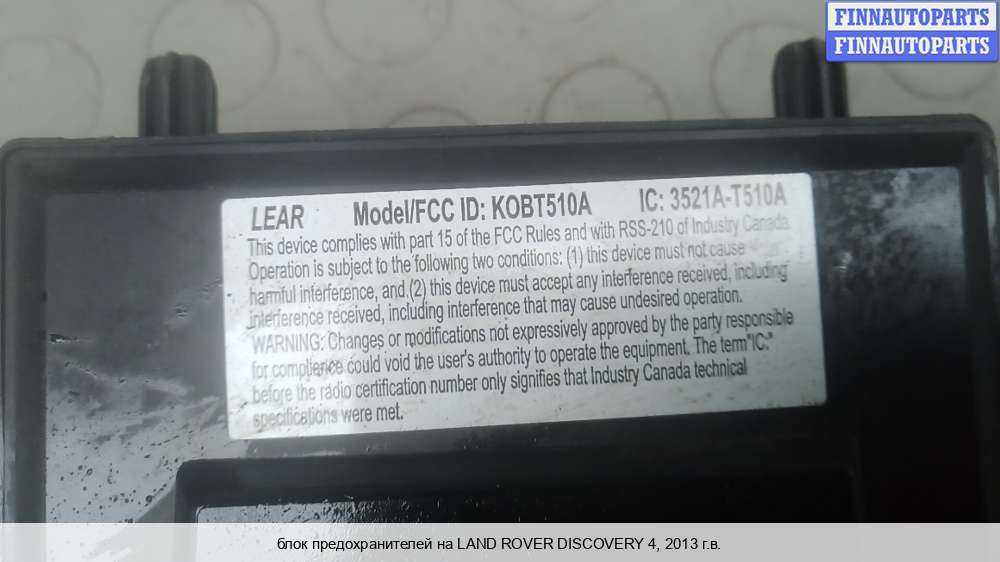 FINNAUTOPARTS
FINNAUTOPARTS
LEAR Model/FCC ID: KOBT510A IC: 3521A-T510A
This device complies with part 15 of the FCC Rules and with RSS-210 of Industry Canada.
Operation is subject to the following two conditions: (1) this device must not cause
harmful interference, and (2) this device must accept any interference received, including
interference received, including interference that may cause undesired operation.
WARNING: Changes or modifications not expressively approved by the party responsible
for complience could void the user's authority to operate the equipment. The term"IC:"
before the radio certification number only signifies that Industry Canada technical
specifications were met.
блок предохранителей на LAND ROVER DISCOVERY 4, 2013 г.в.